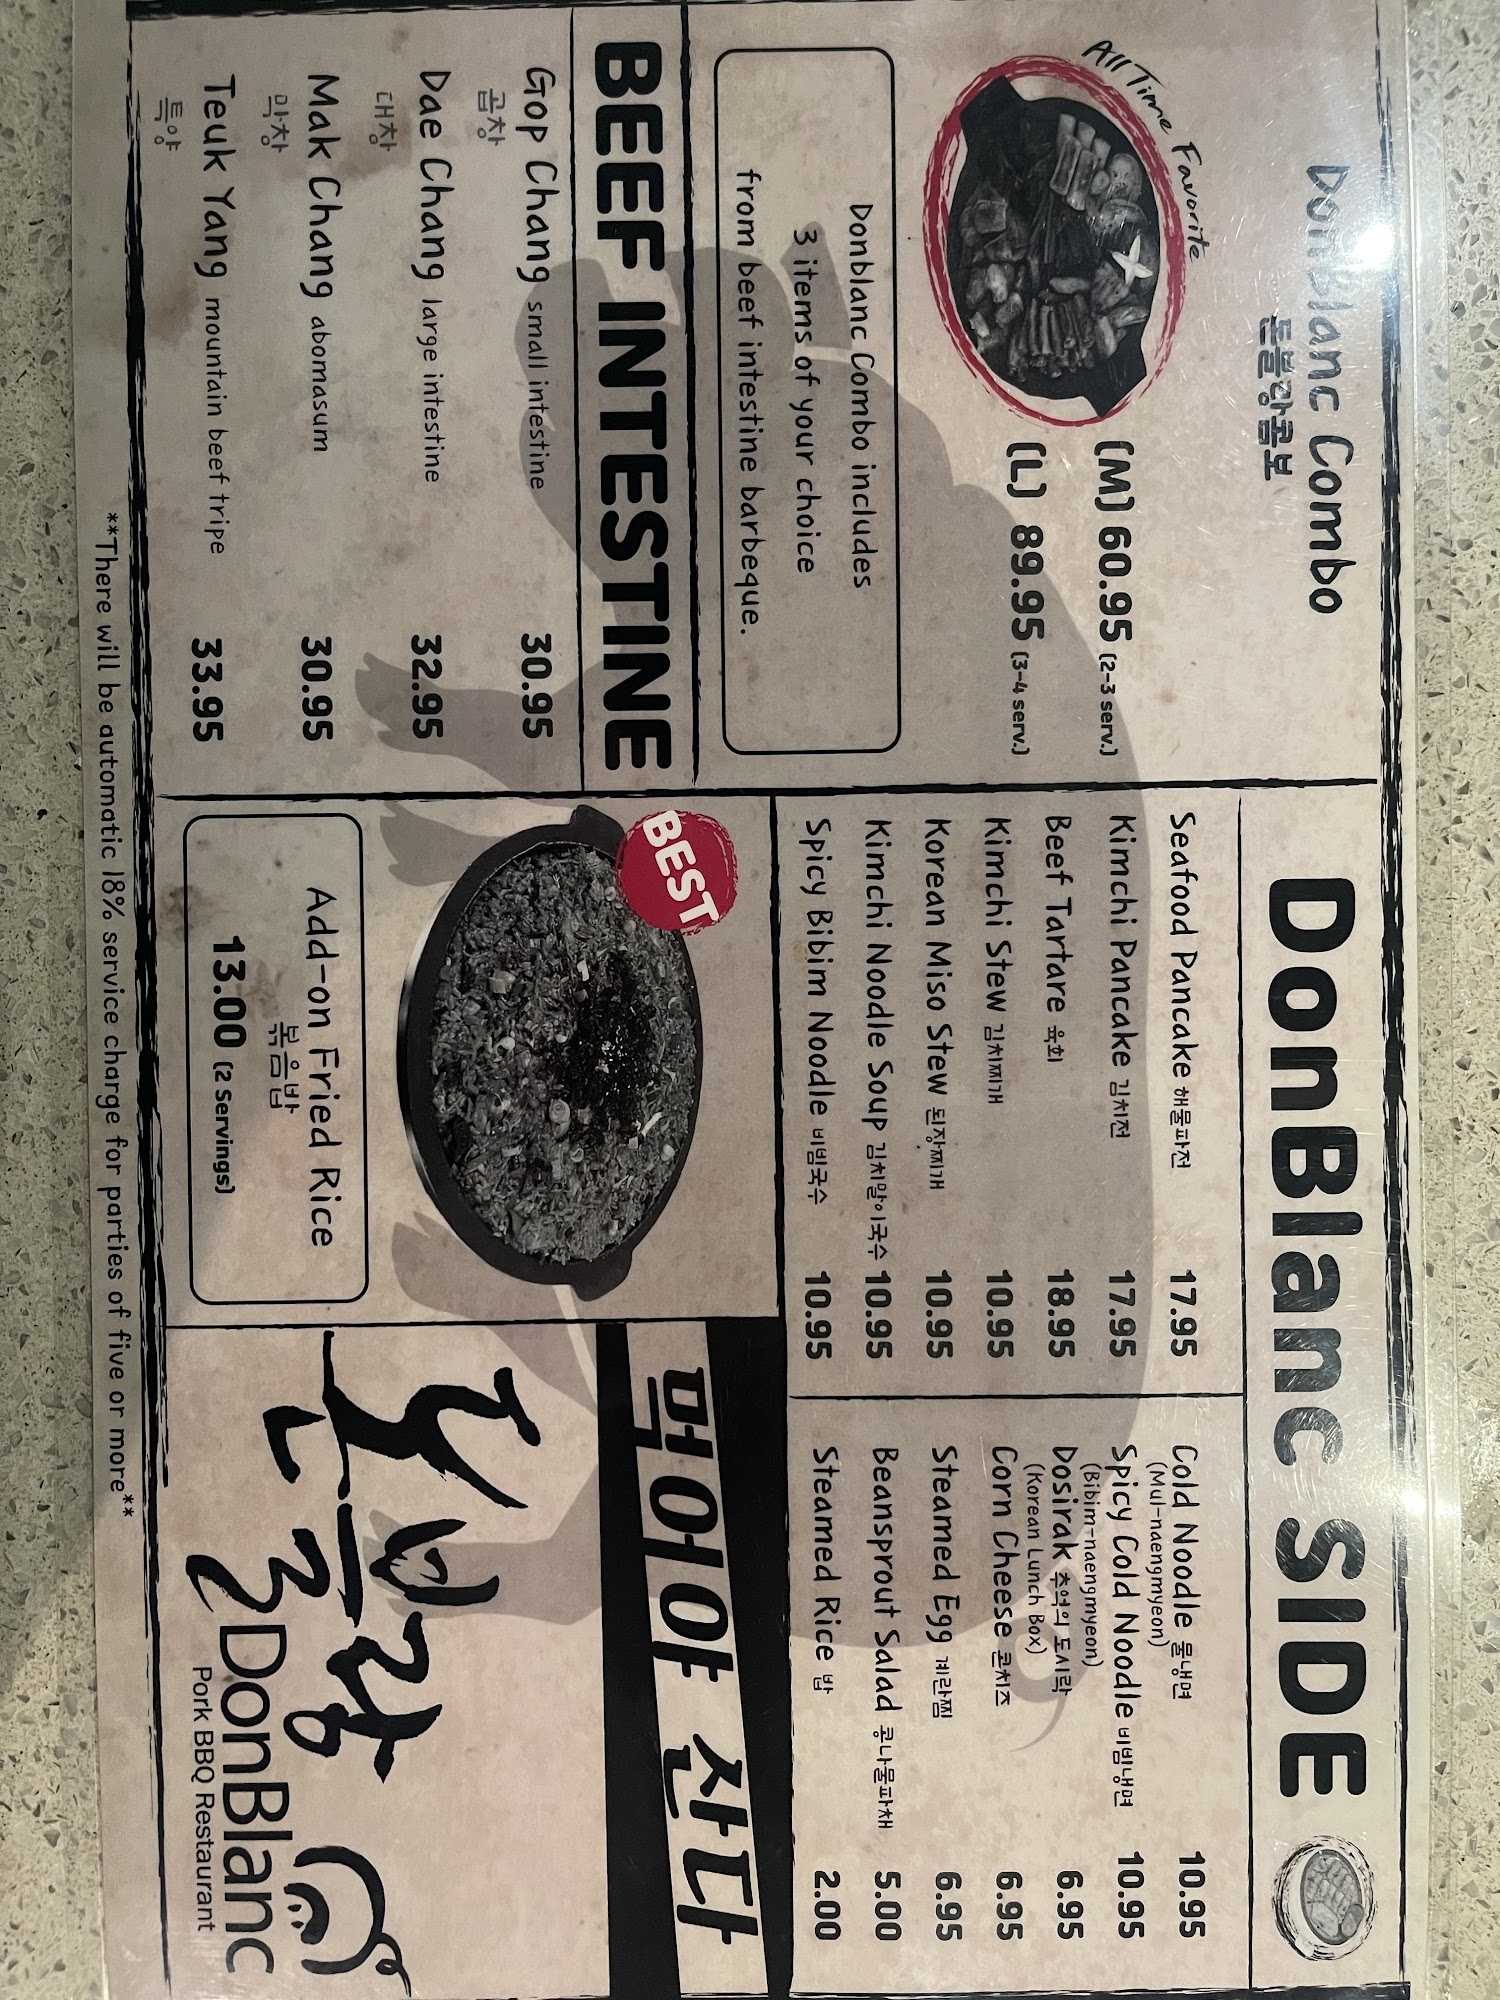 Donblanc Combo
돈블랑콤보
All Time Favorite
(M) 60.95 (2-3 serv.)
(L) 89.95 (3-4 serv.)
Donblanc Combo includes
3 items of your choice
from beef intestine barbeque.
BEEF INTESTINE
Gop Chang small intestine 30.95
곱창
Dae Chang large intestine 32.95
대창
Mak Chang abomasum 30.95
막창
Teuk Yang mountain beef tripe 33.95
특양
DonBlanc SIDE
Seafood Pancake 해물파전 17.95
Kimchi Pancake 김치전 17.95
Beef Tartare 육회 18.95
Kimchi Stew 김치찌개 10.95
Korean Miso Stew 된장찌개 10.95
Kimchi Noodle Soup 김치말이국수 10.95
Spicy Bibim Noodle 비빔국수 10.95
Cold Noodle 물냉면 10.95
(Mul-naengmyeon)
Spicy Cold Noodle 비빔냉면 10.95
(Bibim-naengmyeon)
Dosirak 추억의 도시락 6.95
(Korean Lunch Box)
Corn Cheese 콘치즈 6.95
Steamed Egg 계란찜 6.95
Beansprout Salad 콩나물파채 5.00
Steamed Rice 밥 2.00
BEST
Add-on Fried Rice
볶음밥
13.00 (2 Servings)
먹어야 산다
돈블랑
DonBlanc
Pork BBQ Restaurant
**There will be automatic 18% service charge for parties of five or more**